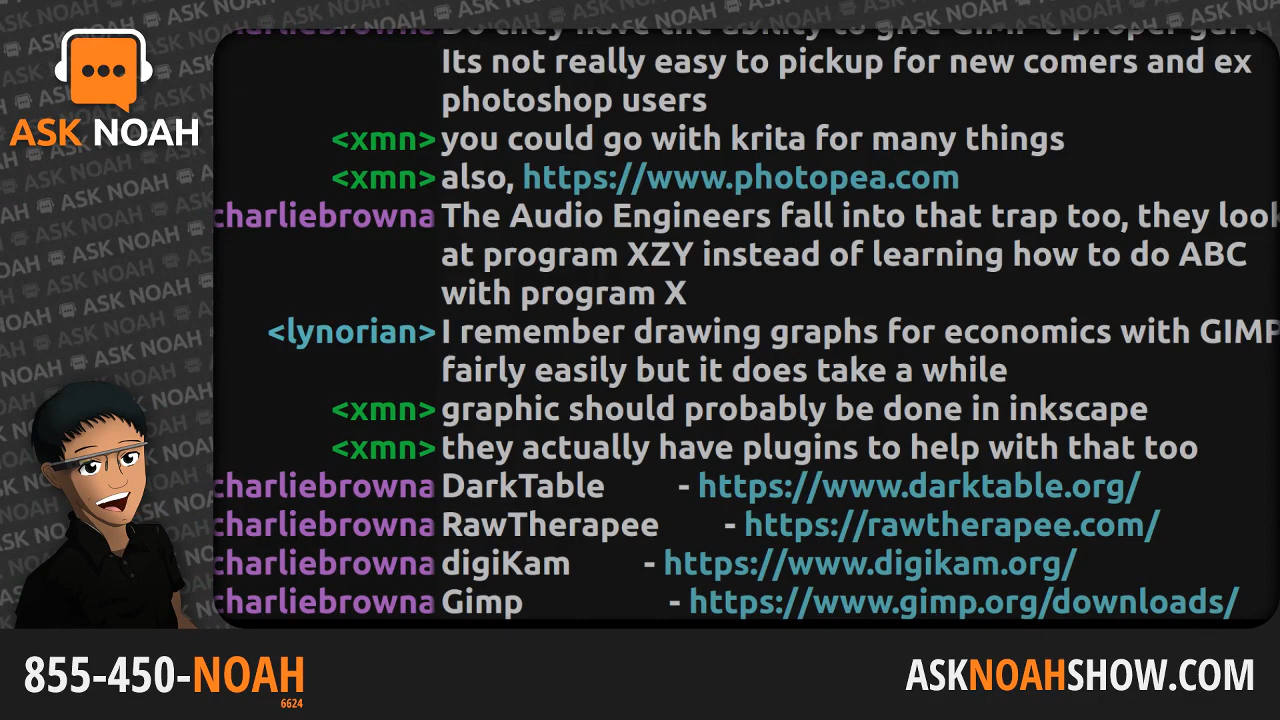 Its not really easy to pickup for new comers and ex
photoshop users
<xmn> you could go with krita for many things
<xmn> also, https://www.photopea.com
charliebrowna The Audio Engineers fall into that trap too, they look
at program XZY instead of learning how to do ABC
with program X
<lynorian> I remember drawing graphs for economics with GIMP
fairly easily but it does take a while
<xmn> graphic should probably be done in inkscape
<xmn> they actually have plugins to help with that too
charliebrowna DarkTable - https://www.darktable.org/
charliebrowna RawTherapee - https://rawtherapee.com/
charliebrowna digiKam - https://www.digikam.org/
charliebrowna Gimp - https://www.gimp.org/downloads/
ASK NOAH
855-450-NOAH
6624
ASKNOAHSHOW.COM